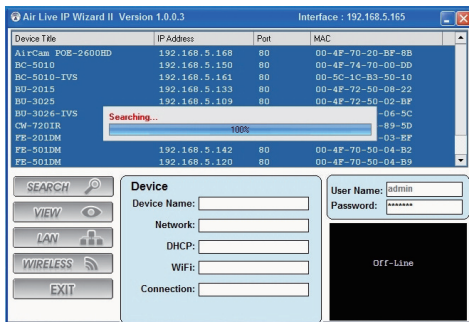 Air Live IP Wizard II Version 1.0.0.3 Interface : 192.168.5.165
Device Title IP Address Port MAC
AirCam POE-2600HD 192.168.5.168 80 00-4F-70-20-BF-8B
BC-5010 192.168.5.150 80 00-4F-74-70-00-DD
BC-5010-IVS 192.168.5.161 80 00-5C-1C-B3-50-10
BU-2015 192.168.5.133 80 00-4F-72-50-08-22
BU-3025 192.168.5.109 80 00-4F-72-50-02-BF
BU-3026-IVS -06-5C
Searching...
CW-720IR -89-5D
100%
FE-201DM -03-EF
FE-501DM 192.168.5.142 80 00-4F-70-50-04-B2
FE-501DM 192.168.5.120 80 00-4F-70-50-04-B9
SEARCH
VIEW
LAN
WIRELESS
EXIT
Device
Device Name:
Network:
DHCP:
WiFi:
Connection:
User Name: admin
Password: *******
Off-Line